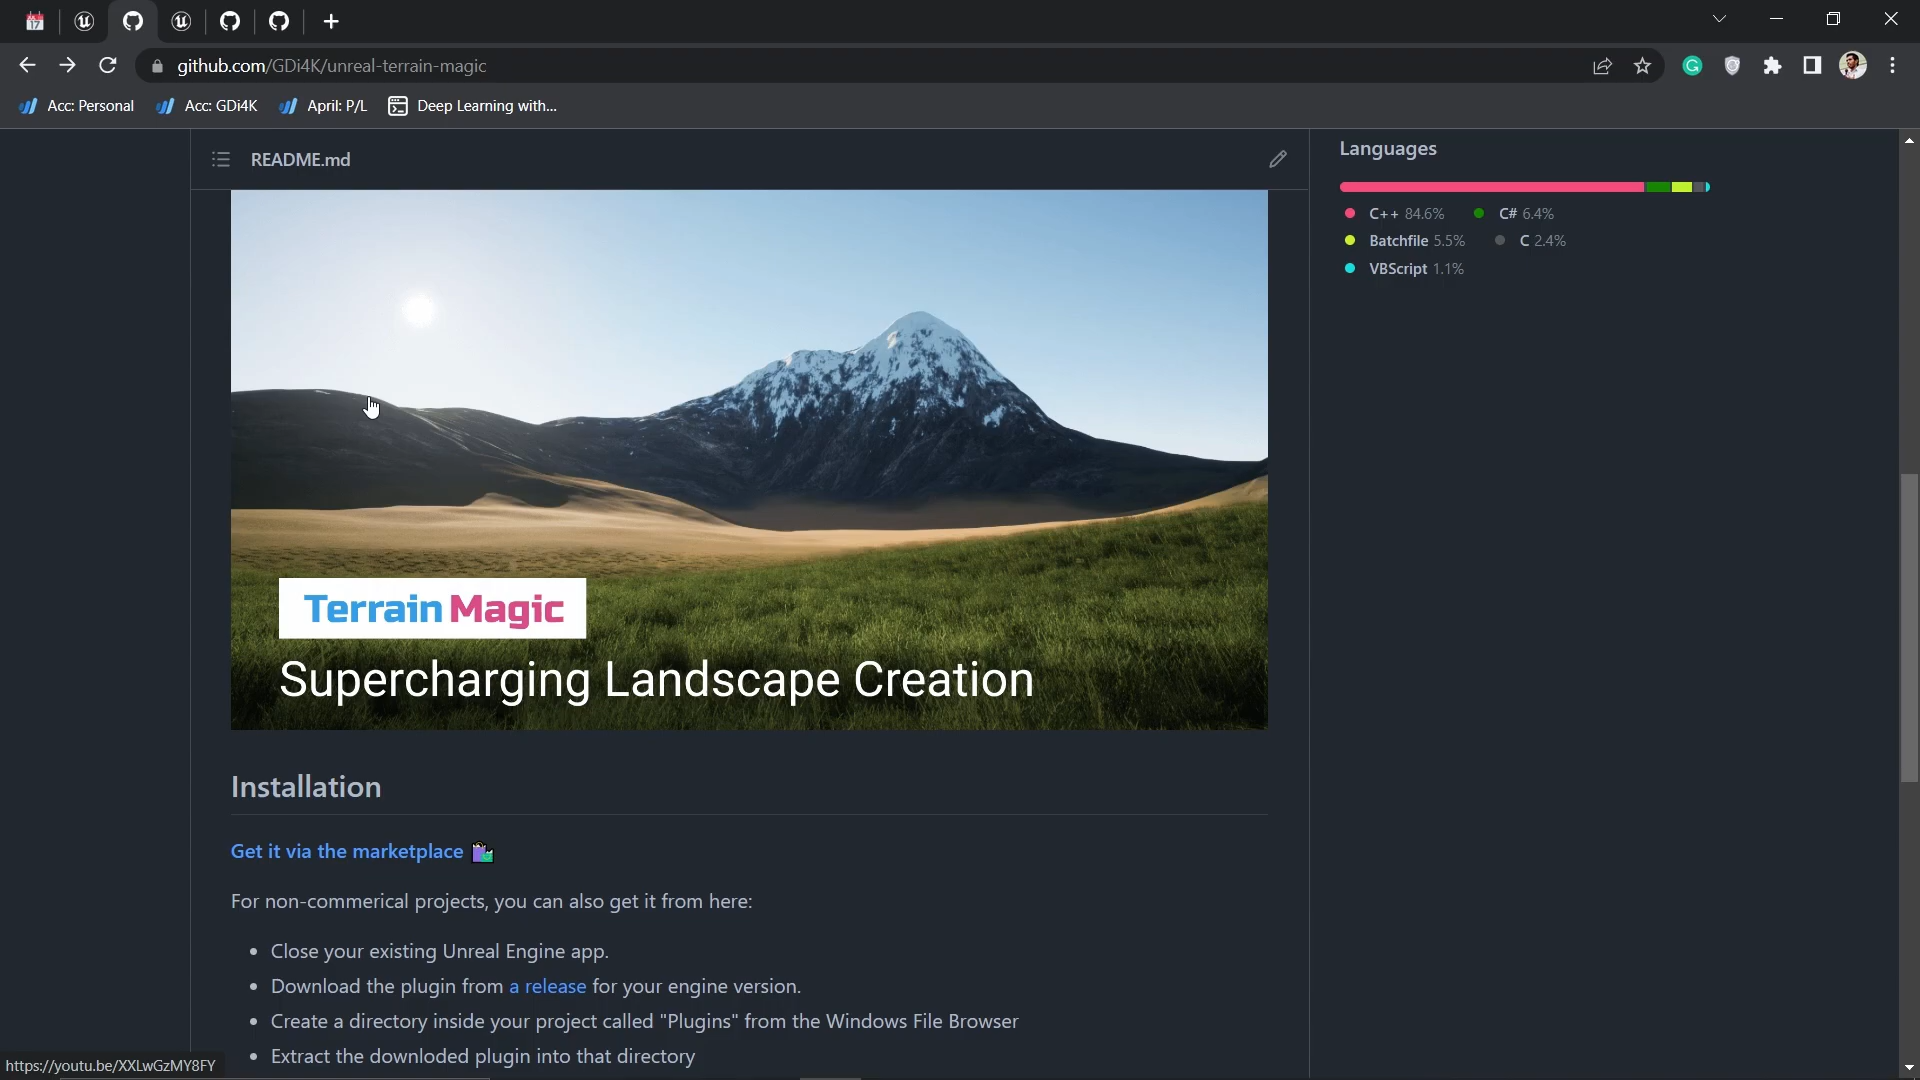 github.com/GDi4K/unreal-terrain-magic
Acc: Personal
Acc: GDi4K
April: P/L
Deep Learning with...
README.md
Terrain Magic
Supercharging Landscape Creation
Installation
Get it via the marketplace
For non-commerical projects, you can also get it from here:
• Close your existing Unreal Engine app.
• Download the plugin from a release for your engine version.
• Create a directory inside your project called "Plugins" from the Windows File Browser
• Extract the downloded plugin into that directory
Languages
C++ 84.6%
C# 6.4%
Batchfile 5.5%
C 2.4%
VBScript 1.1%
https://youtu.be/XXLwGzMY8FY